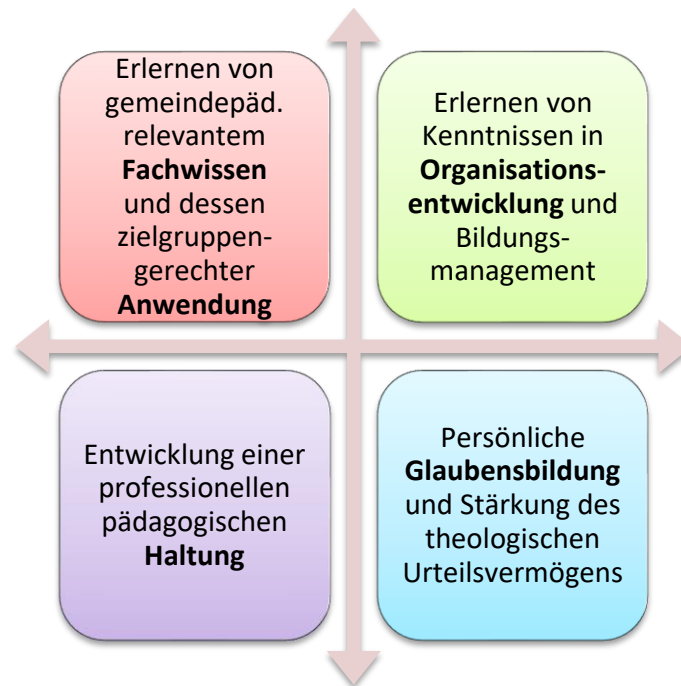 Erlernen von
gemeindepäd.
relevantem
Fachwissen
und dessen
zielgruppen-
gerechter
Anwendung
Erlernen von
Kenntnissen in
Organisations-
entwicklung und
Bildungs-
management
Entwicklung einer
professionellen
pädagogischen
Haltung
Persönliche
Glaubensbildung
und Stärkung des
theologischen
Urteilsvermögens